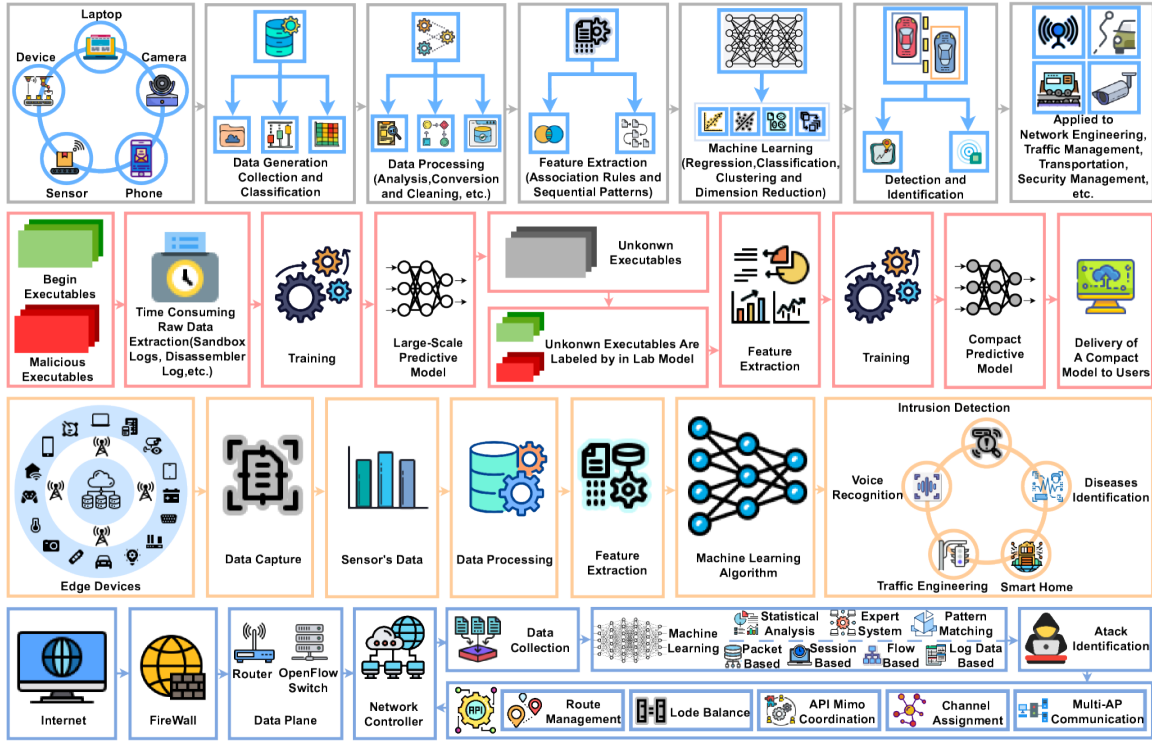 Laptop
Device
Camera
Sensor
Phone
Data Generation
Collection and
Classification
Data Processing
(Analysis,Conversion
and Cleaning, etc.)
Feature Extraction
(Association Rules and
Sequential Patterns)
Machine Learning
(Regression,Classification,
Clustering and
Dimension Reduction)
Detection and
Identification
Applied to
Network Engineering,
Traffic Management,
Transportation,
Security Management,
etc.
Begin
Executables
Malicious
Executables
Time Consuming
Raw Data
Extraction(Sandbox
Logs, Disassembler
Log,etc.)
Training
Large-Scale
Predictive
Model
Unkonwn
Executables
Unkonwn Executables Are
Labeled by in Lab Model
Feature
Extraction
Training
Compact
Predictive
Model
Delivery of
A Compact
Model to Users
Edge Devices
Data Capture
Sensor's Data
Data Processing
Feature
Extraction
Machine Learning
Algorithm
Intrusion Detection
Voice
Recognition
Diseases
Identification
Traffic Engineering
Smart Home
Internet
FireWall
Router
OpenFlow
Switch
Data Plane
Network
Controller
Data
Collection
Machine
Learning
Statistical
Analysis
Expert
System
Pattern
Matching
Packet
Based
Session
Based
Flow
Based
Log Data
Based
Atack
Identification
API
Route
Management
Lode Balance
API Mimo
Coordination
Channel
Assignment
Multi-AP
Communication